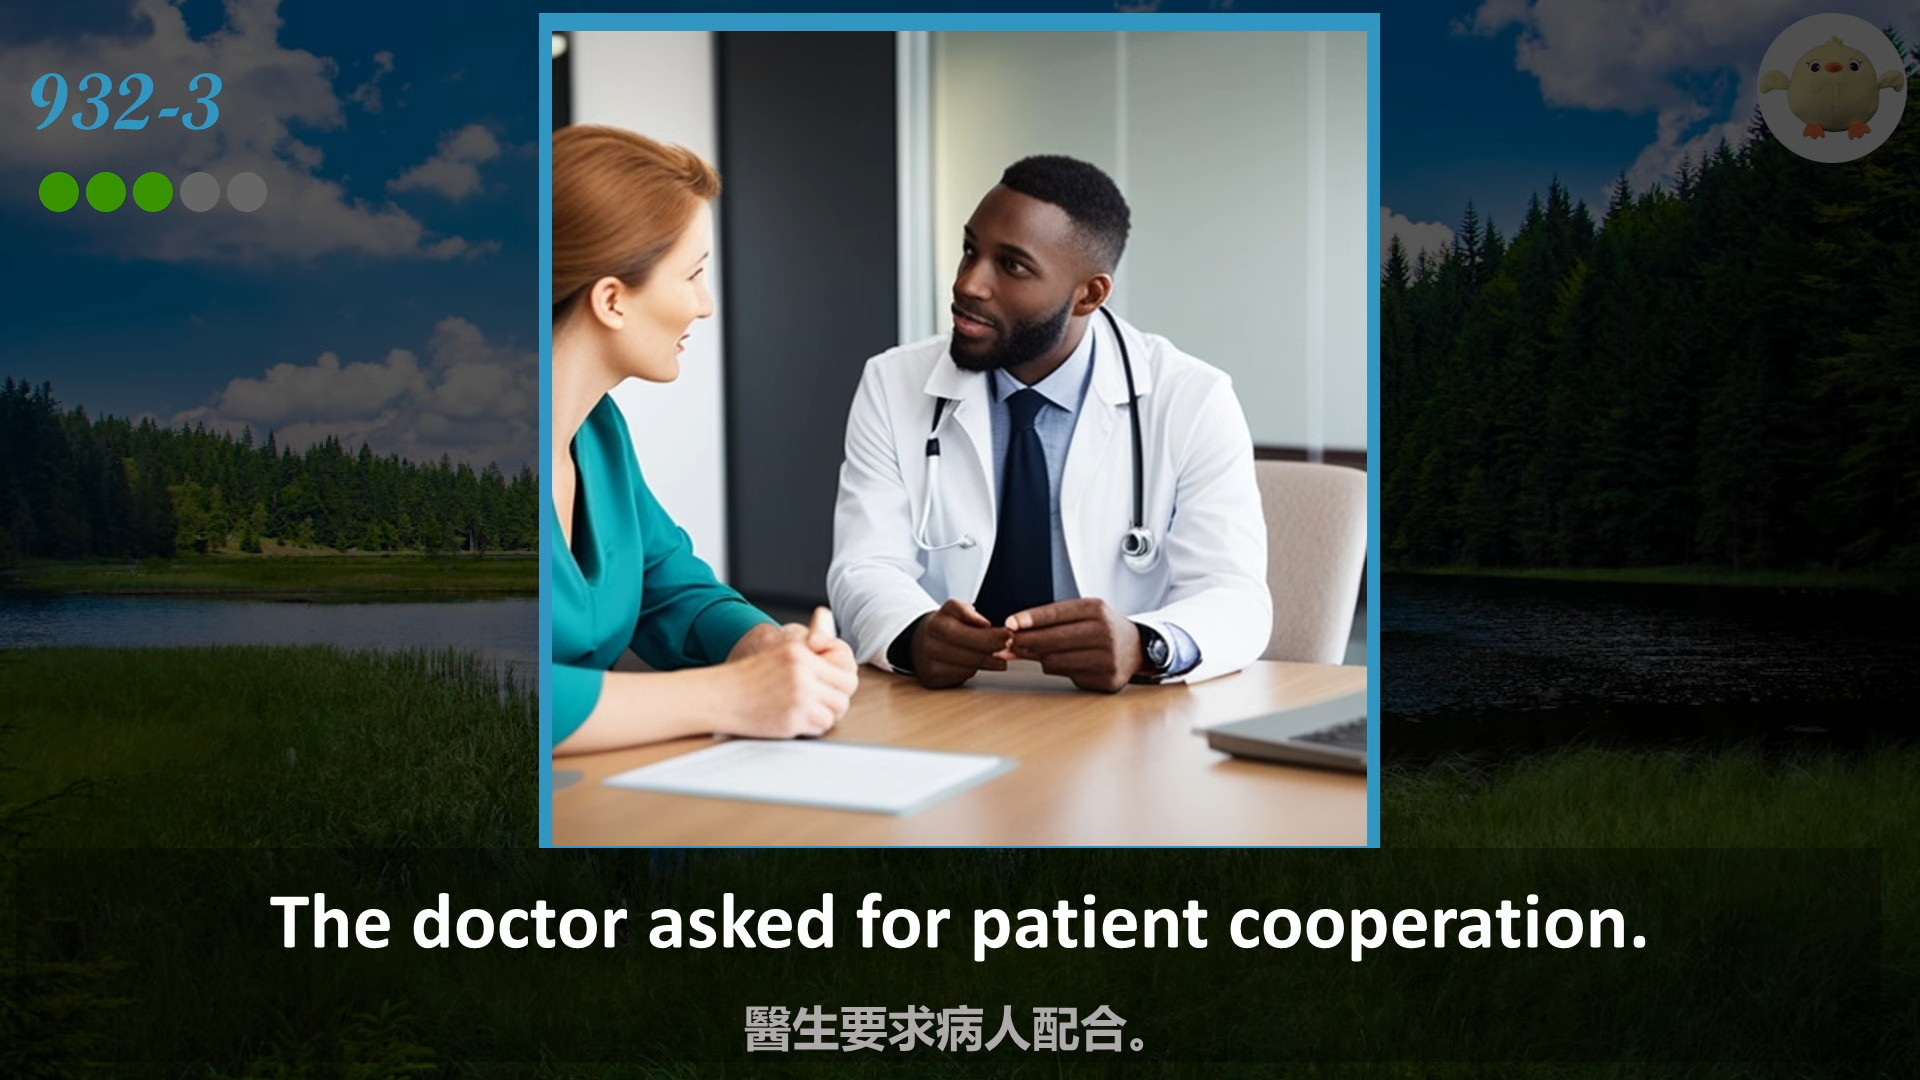 932-3
The doctor asked for patient cooperation.
醫生要求病人配合。